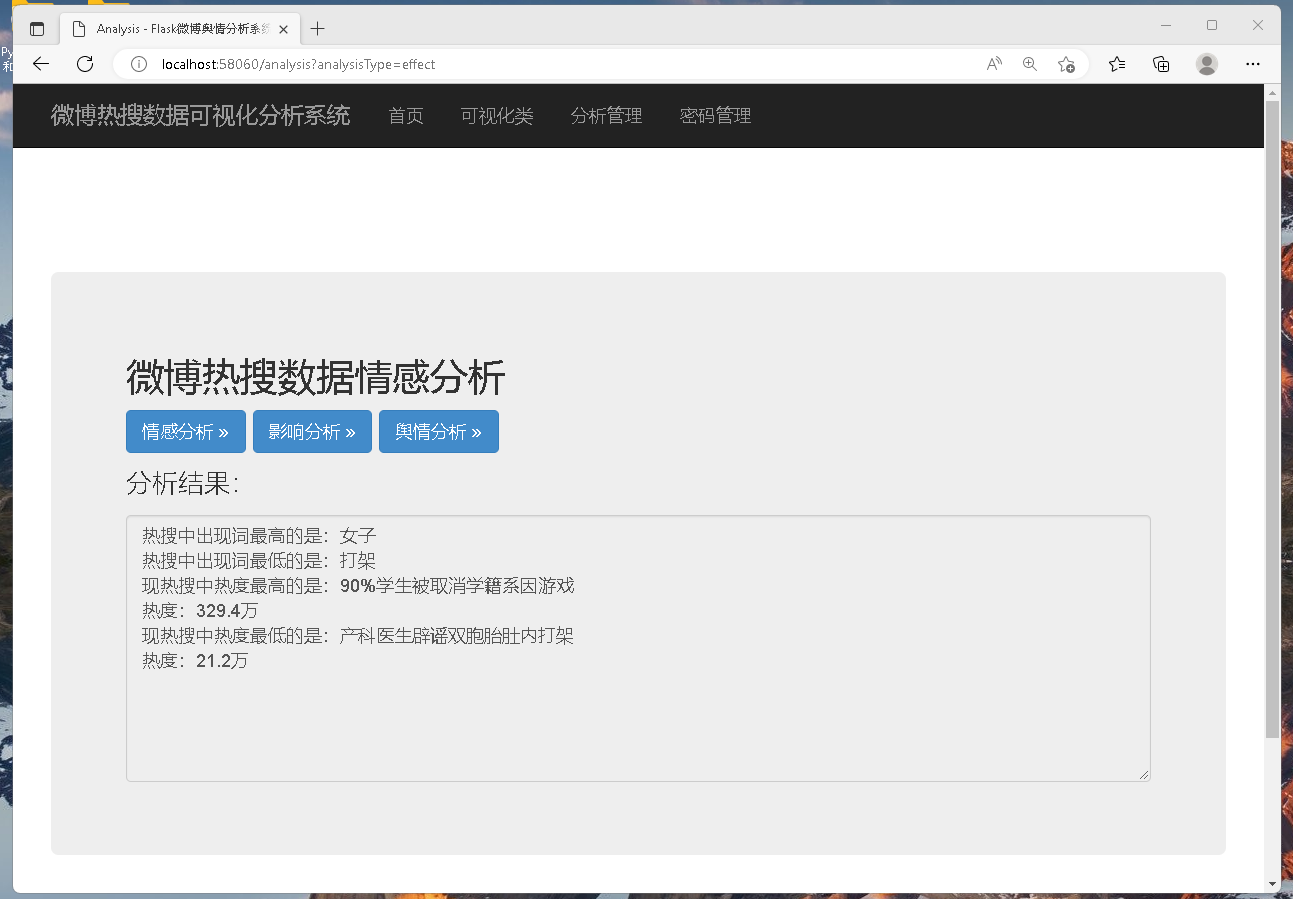 Analysis - Flask微博舆情分析系统
localhost:58060/analysis?analysisType=effect
微博热搜数据可视化分析系统 首页 可视化类 分析管理 密码管理
微博热搜数据情感分析
情感分析 » 影响分析 » 舆情分析 »
分析结果:
热搜中出现词最高的是：女子
热搜中出现词最低的是：打架
现热搜中热度最高的是：90%学生被取消学籍系因游戏
热度：329.4万
现热搜中热度最低的是：产科医生辟谣双胞胎肚内打架
热度：21.2万